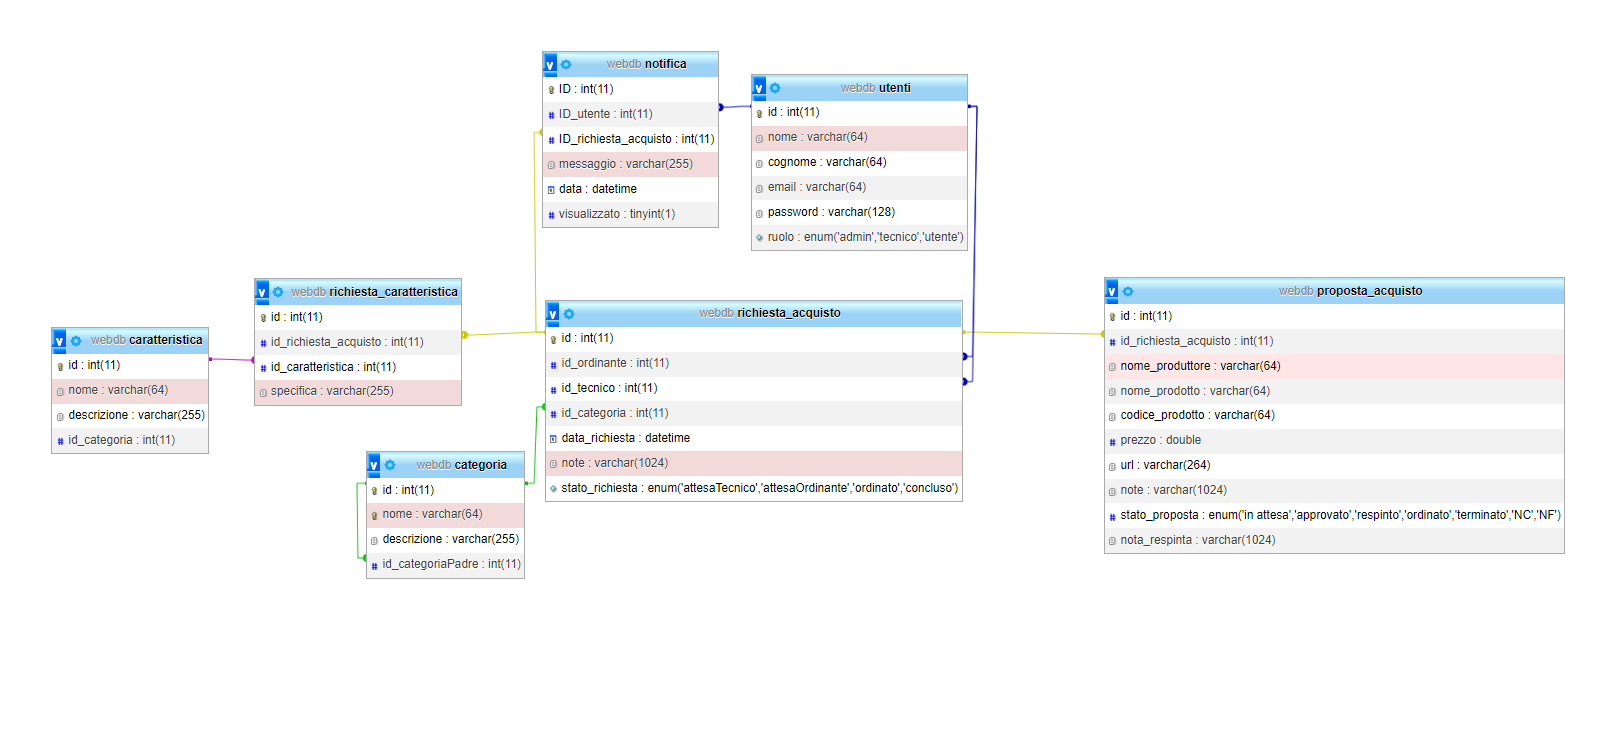 webdb notifica
ID : int(11)
ID_utente : int(11)
ID_richiesta_acquisto : int(11)
messaggio : varchar(255)
data : datetime
visualizzato : tinyint(1)
webdb utenti
id : int(11)
nome : varchar(64)
cognome : varchar(64)
email : varchar(64)
password : varchar(128)
ruolo : enum('admin','tecnico','utente')
webdb caratteristica
id : int(11)
nome : varchar(64)
descrizione : varchar(255)
id_categoria : int(11)
webdb richiesta_caratteristica
id : int(11)
id_richiesta_acquisto : int(11)
id_caratteristica : int(11)
specifica : varchar(255)
webdb categoria
id : int(11)
nome : varchar(64)
descrizione : varchar(255)
id_categoriaPadre : int(11)
webdb richiesta_acquisto
id : int(11)
id_ordinante : int(11)
id_tecnico : int(11)
id_categoria : int(11)
data_richiesta : datetime
note : varchar(1024)
stato_richiesta : enum('attesaTecnico','attesaOrdinante','ordinato','concluso')
webdb proposta_acquisto
id : int(11)
id_richiesta_acquisto : int(11)
nome_produttore : varchar(64)
nome_prodotto : varchar(64)
codice_prodotto : varchar(64)
prezzo : double
url : varchar(264)
note : varchar(1024)
stato_proposta : enum('in attesa','approvato','respinto','ordinato','terminato','NC','NF')
nota_respinta : varchar(1024)